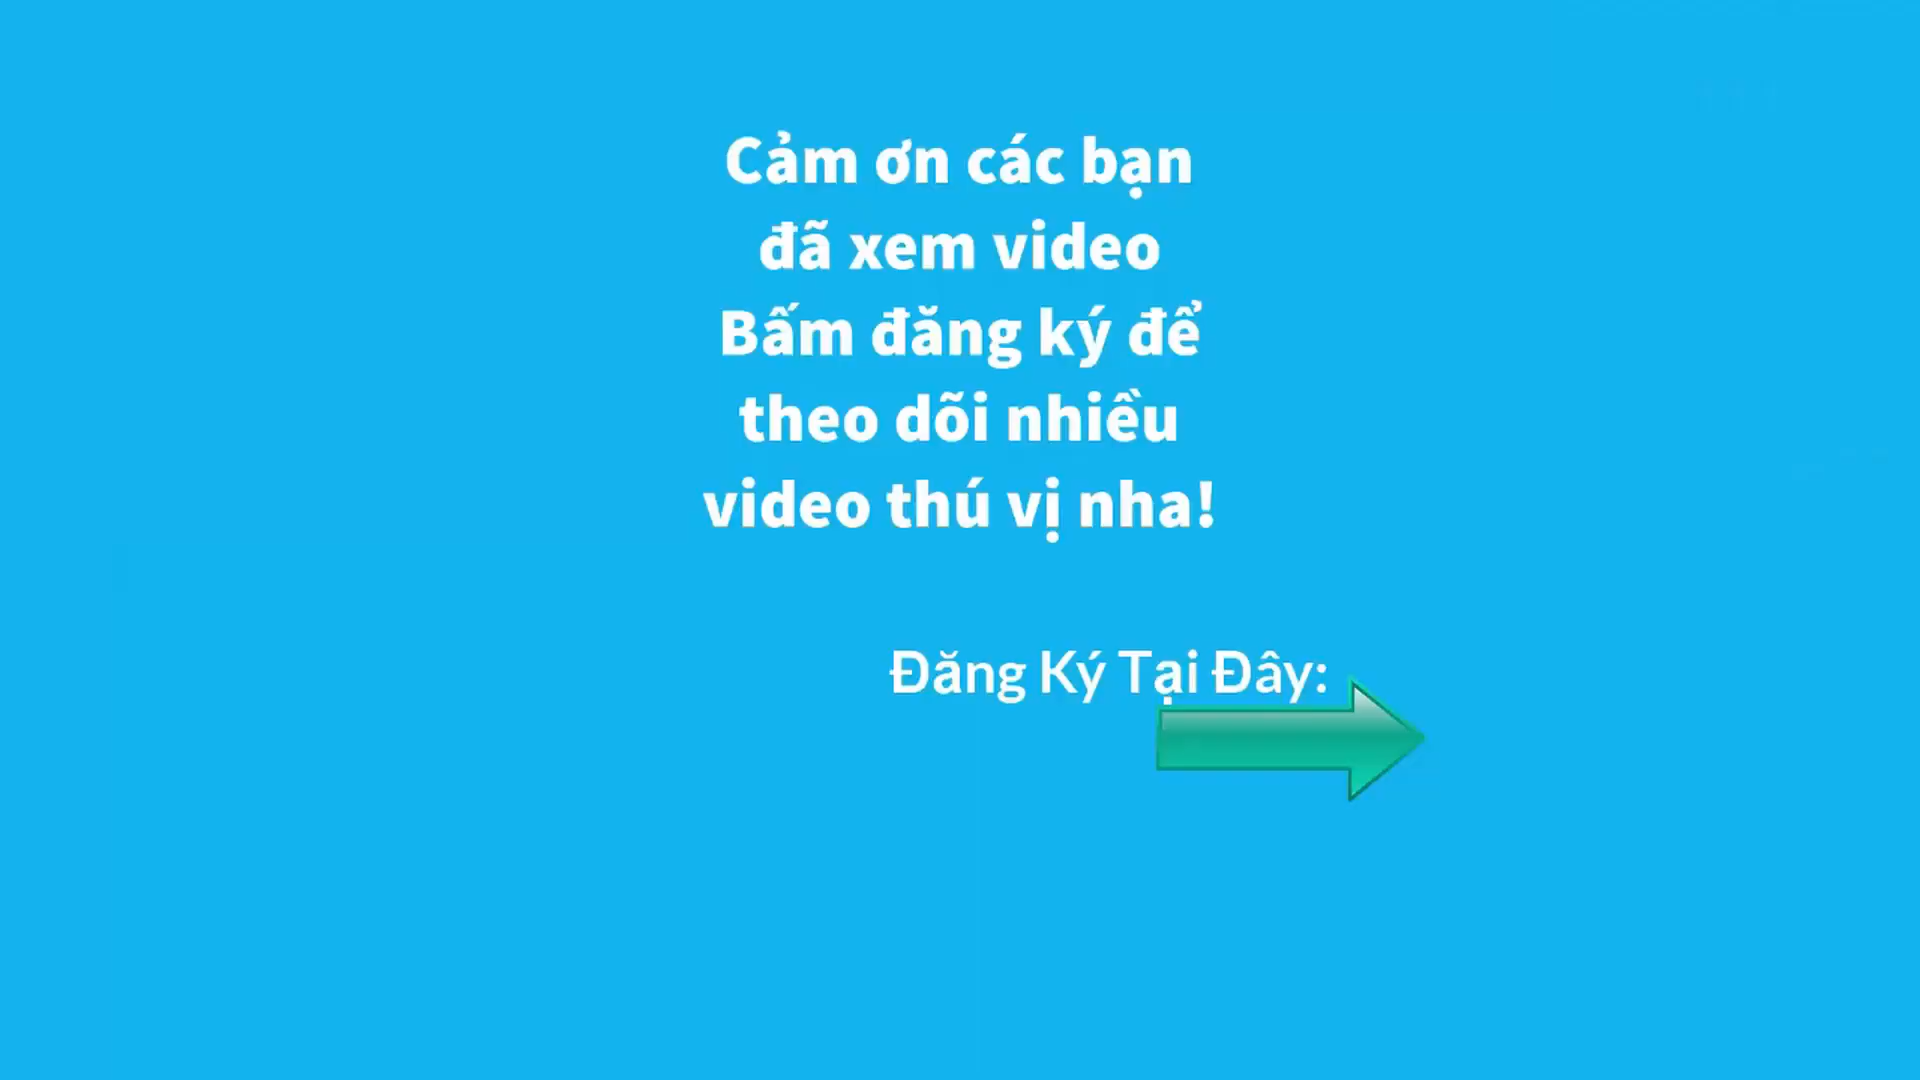 Cảm ơn các bạn
đã xem video
Bấm đăng ký để
theo dõi nhiều
video thú vị nha!
Đăng Ký Tại Đây: